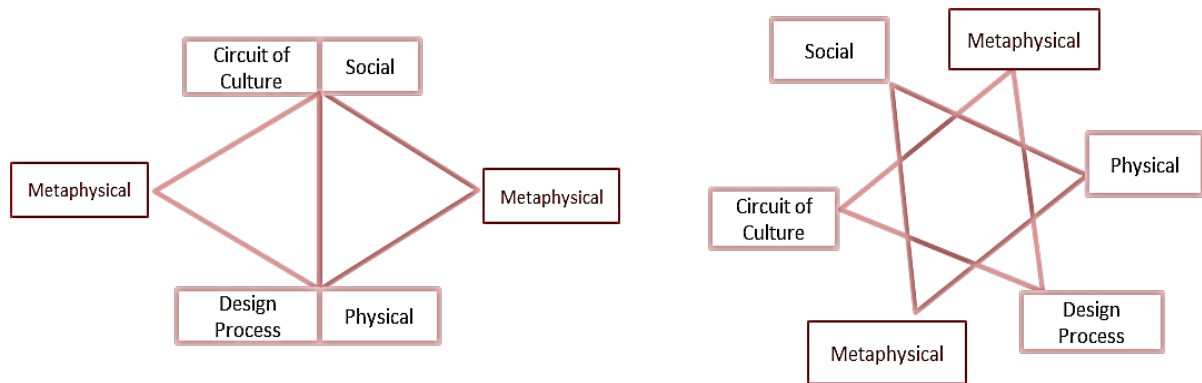 Circuit of
Culture
Social
Metaphysical
Metaphysical
Design
Process
Physical
Social
Metaphysical
Physical
Circuit of
Culture
Design
Process
Metaphysical